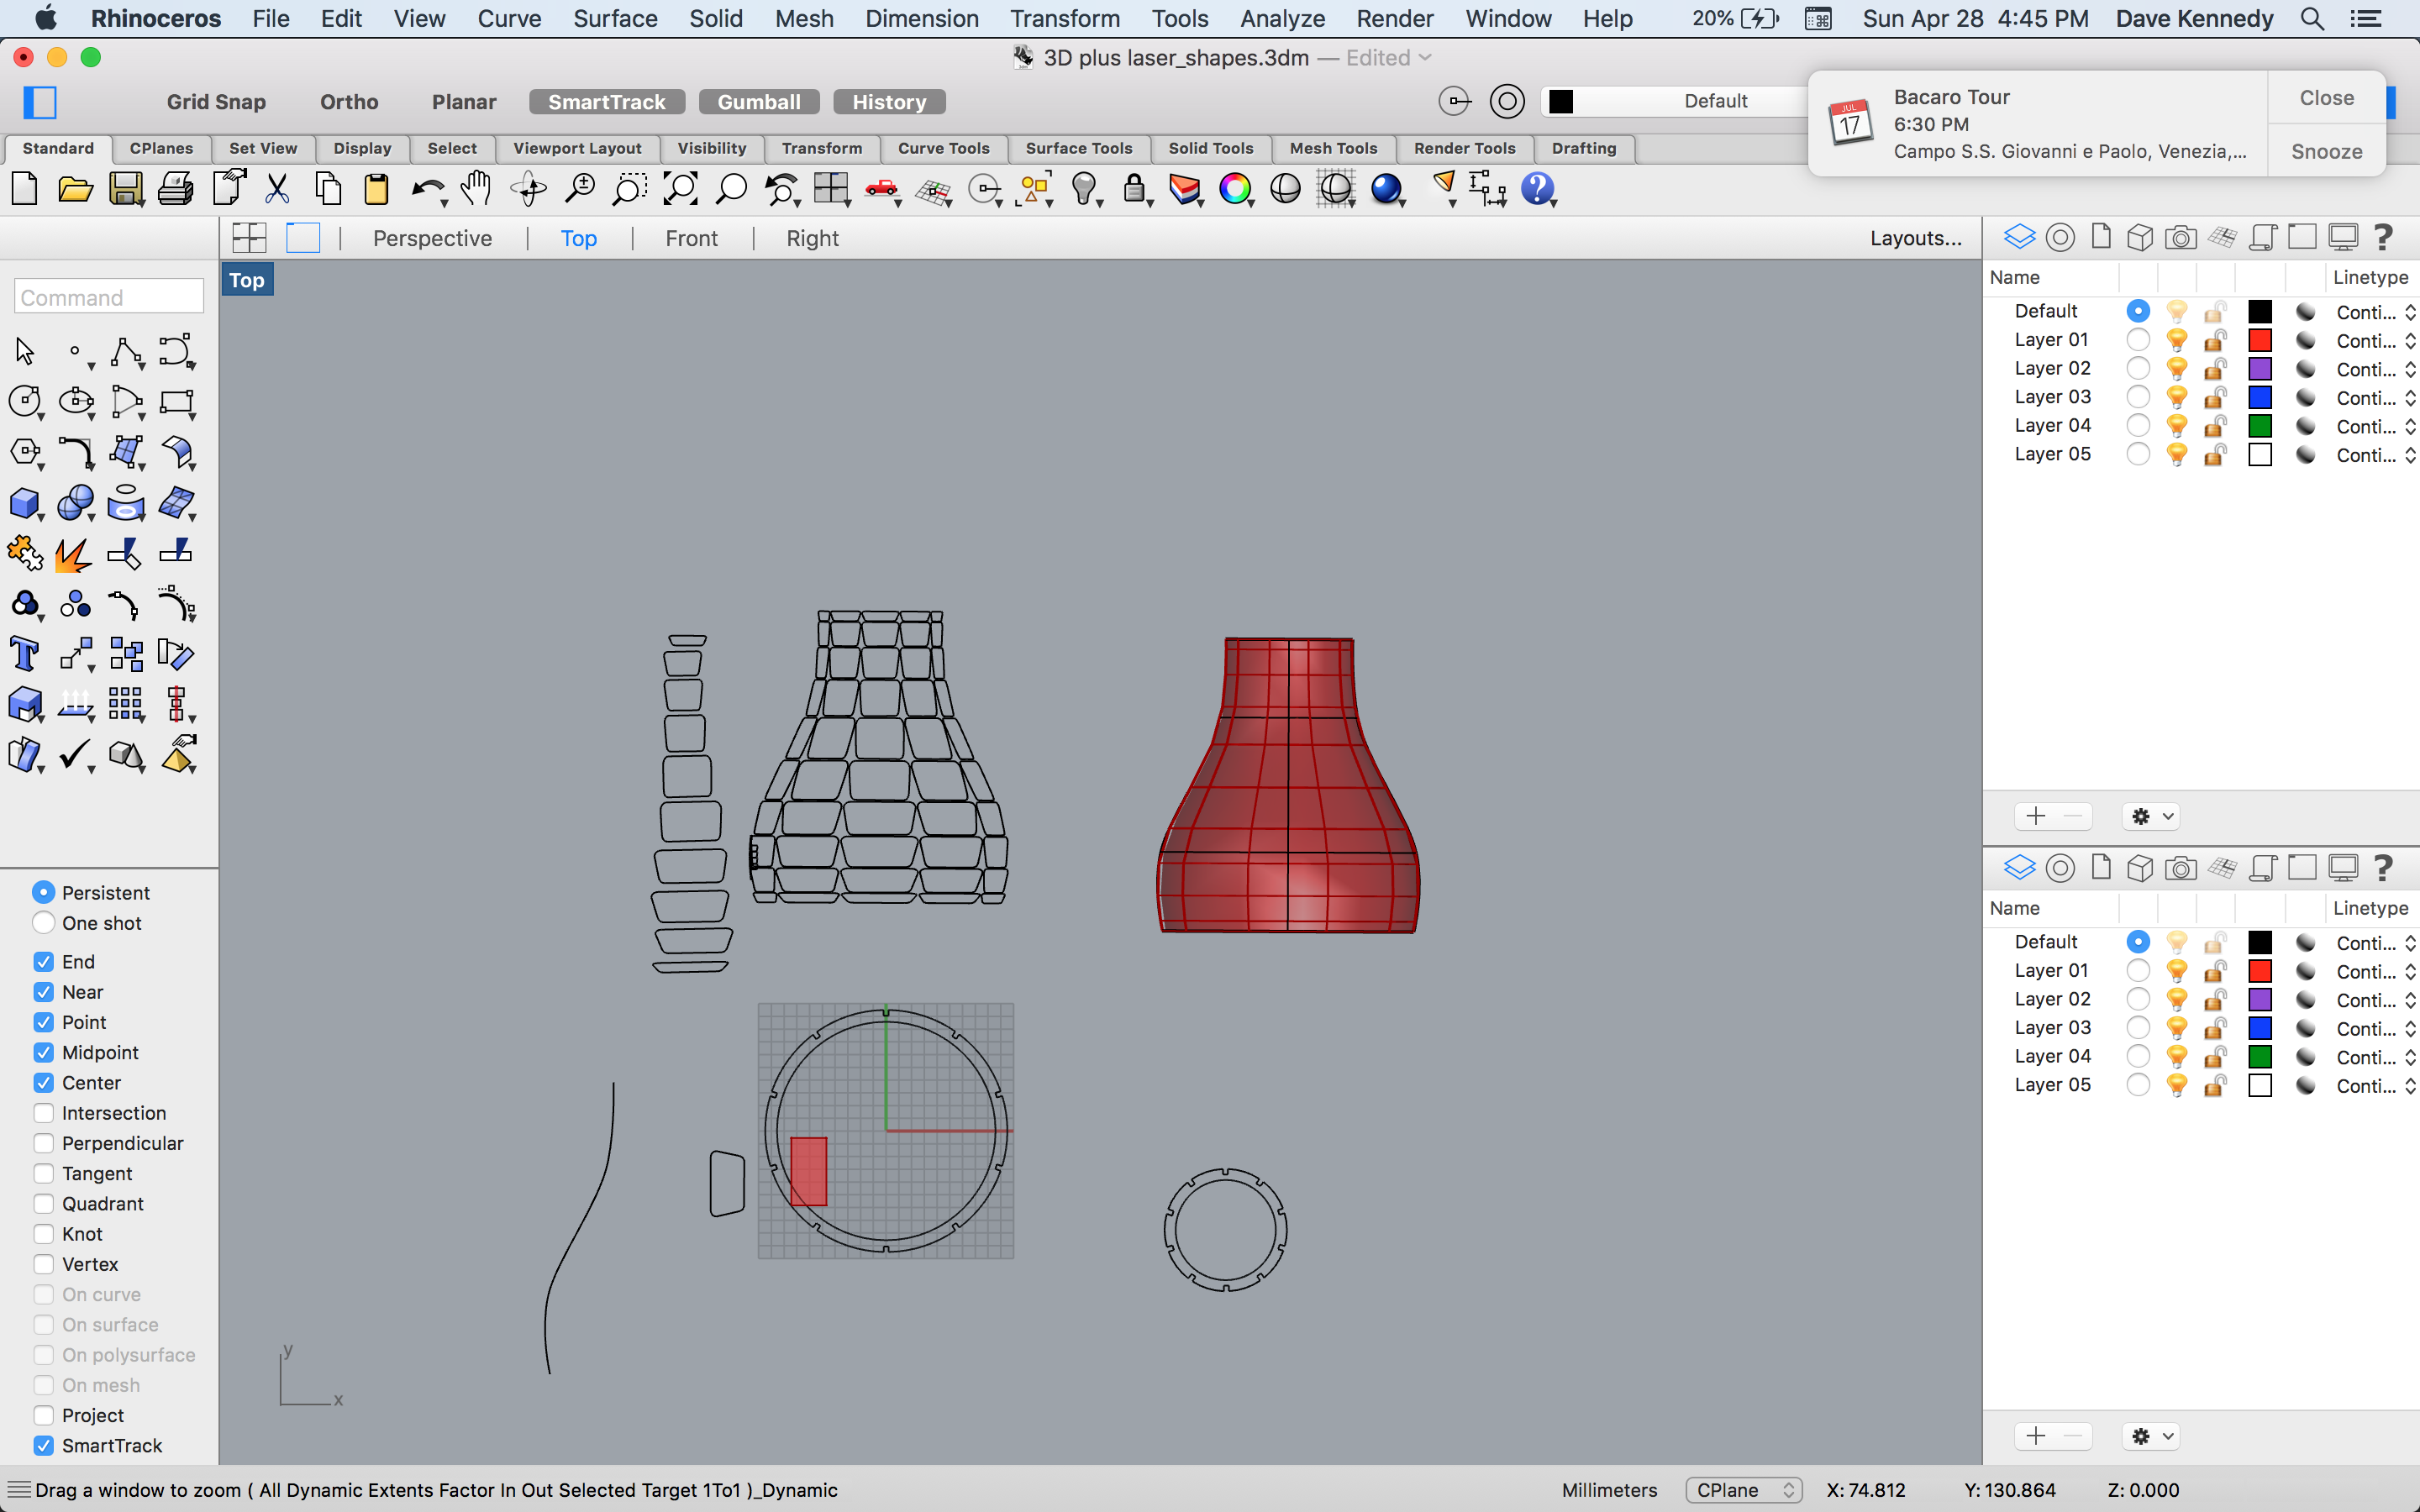 Rhinoceros File Edit View Curve Surface Solid Mesh Dimension Transform Tools Analyze Render Window Help 20% Sun Apr 28 4:45 PM Dave Kennedy
3D plus laser_shapes.3dm — Edited
Grid Snap Ortho Planar SmartTrack Gumball History Default
JUL 17
Bacaro Tour
6:30 PM
Campo S.S. Giovanni e Paolo, Venezia,...
Close
Snooze
Standard CPlanes Set View Display Select Viewport Layout Visibility Transform Curve Tools Surface Tools Solid Tools Mesh Tools Render Tools Drafting
Perspective Top Front Right Layouts...
Top
Command
Persistent
One shot
End
Near
Point
Midpoint
Center
Intersection
Perpendicular
Tangent
Quadrant
Knot
Vertex
On curve
On surface
On polysurface
On mesh
Project
SmartTrack
y
x
Name Linetype
Default Conti...
Layer 01 Conti...
Layer 02 Conti...
Layer 03 Conti...
Layer 04 Conti...
Layer 05 Conti...
Name Linetype
Default Conti...
Layer 01 Conti...
Layer 02 Conti...
Layer 03 Conti...
Layer 04 Conti...
Layer 05 Conti...
Drag a window to zoom ( All Dynamic Extents Factor In Out Selected Target 1To1 )_Dynamic
Millimeters CPlane X: 74.812 Y: 130.864 Z: 0.000